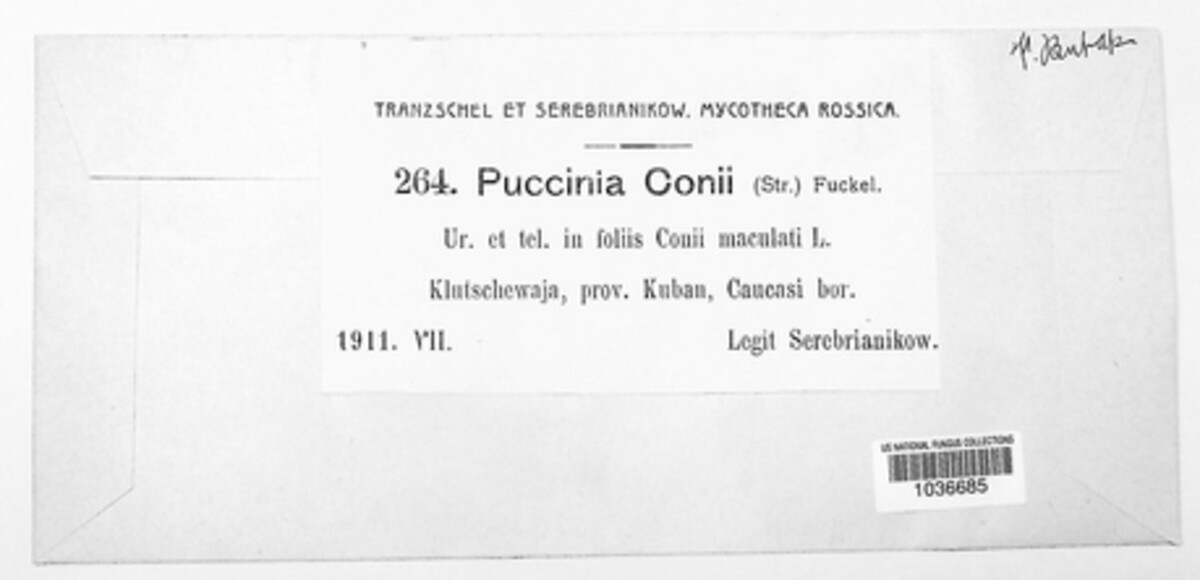 TRANZSCHEL ET SEREBRIANIKOW. MYCOTHECA ROSSICA.
264. Puccinia Conii (Str.) Fuckel.
Ur. et tel. in foliis Conii maculati L.
Klutschewaja, prov. Kuban, Caucasi bor.
1911. VII. Legit Serebrianikow.
US NATIONAL FUNGUS COLLECTIONS
1036685